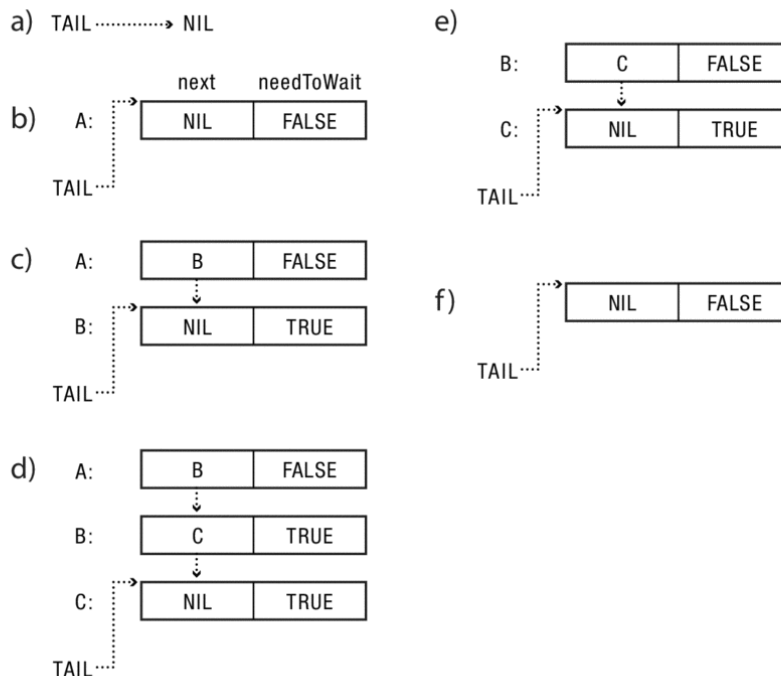 a) TAIL NIL
next needToWait
b) A: NIL FALSE
TAIL
c) A: B FALSE
B: NIL TRUE
TAIL
d) A: B FALSE
B: C TRUE
C: NIL TRUE
TAIL
e)
B: C FALSE
C: NIL TRUE
TAIL
f) NIL FALSE
TAIL